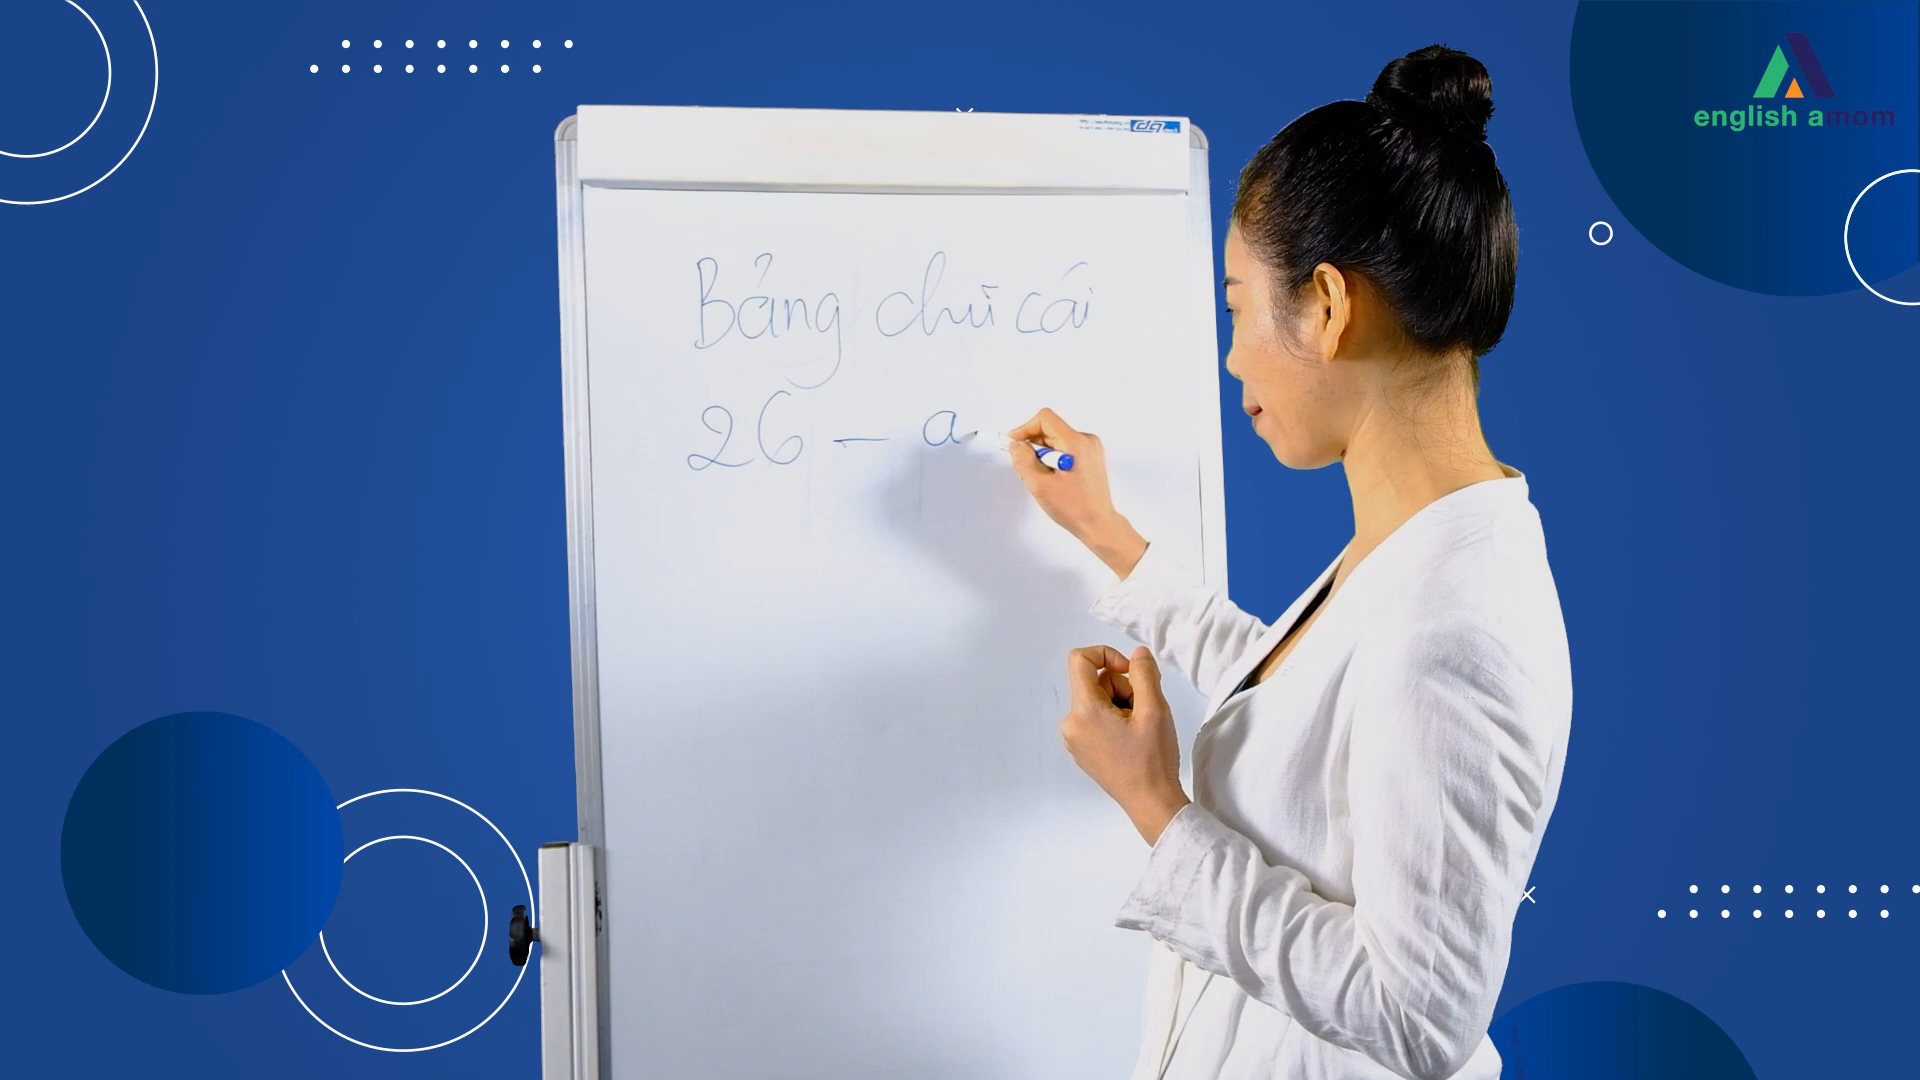 english amom
Bảng chữ cái
26 – a